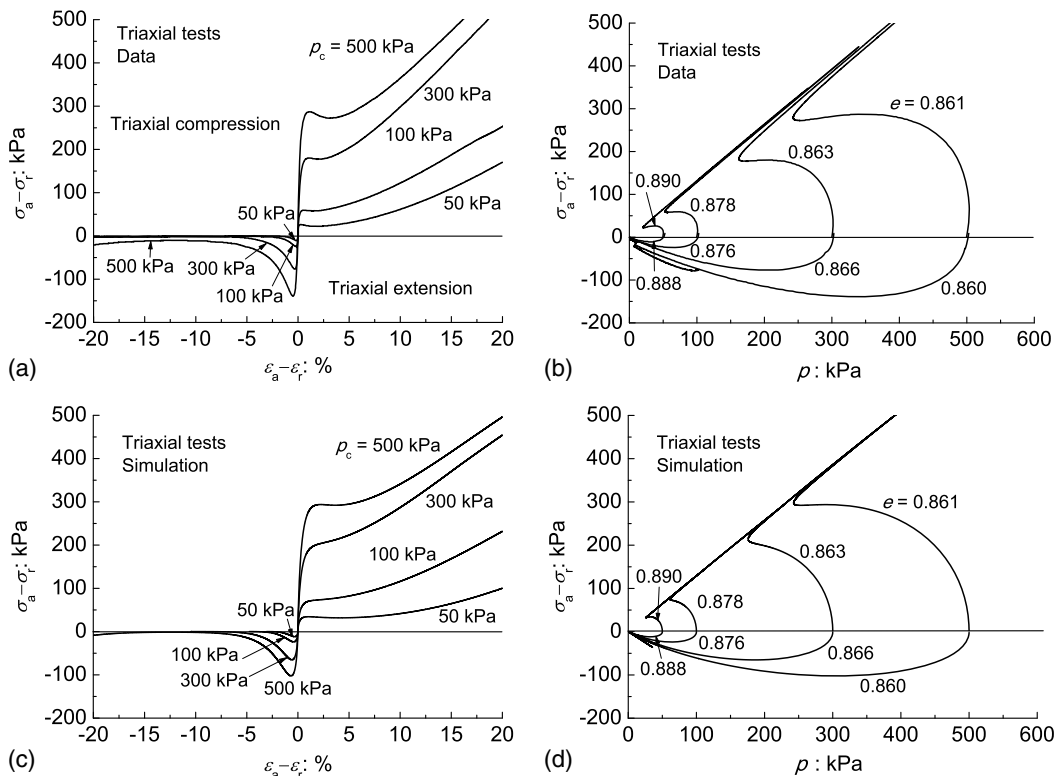 500
400
300
200
100
0
-100
-200
σa–σr: kPa
Triaxial tests
Data
pc = 500 kPa
300 kPa
Triaxial compression
100 kPa
50 kPa
50 kPa
500 kPa
300 kPa
100 kPa
Triaxial extension
-20 -15 -10 -5 0 5 10 15 20
εa–εr: %
(a)
500
400
300
200
100
0
-100
-200
σa–σr: kPa
Triaxial tests
Data
e = 0.861
0.863
0.890
0.878
0.876
0.866
0.888
0.860
0 100 200 300 400 500 600
p : kPa
(b)
500
400
300
200
100
0
-100
-200
σa–σr: kPa
Triaxial tests
Simulation
pc = 500 kPa
300 kPa
100 kPa
50 kPa
50 kPa
100 kPa
300 kPa
500 kPa
-20 -15 -10 -5 0 5 10 15 20
εa–εr: %
(c)
500
400
300
200
100
0
-100
-200
σa–σr: kPa
Triaxial tests
Simulation
e = 0.861
0.863
0.890
0.878
0.876
0.866
0.888
0.860
0 100 200 300 400 500 600
p : kPa
(d)